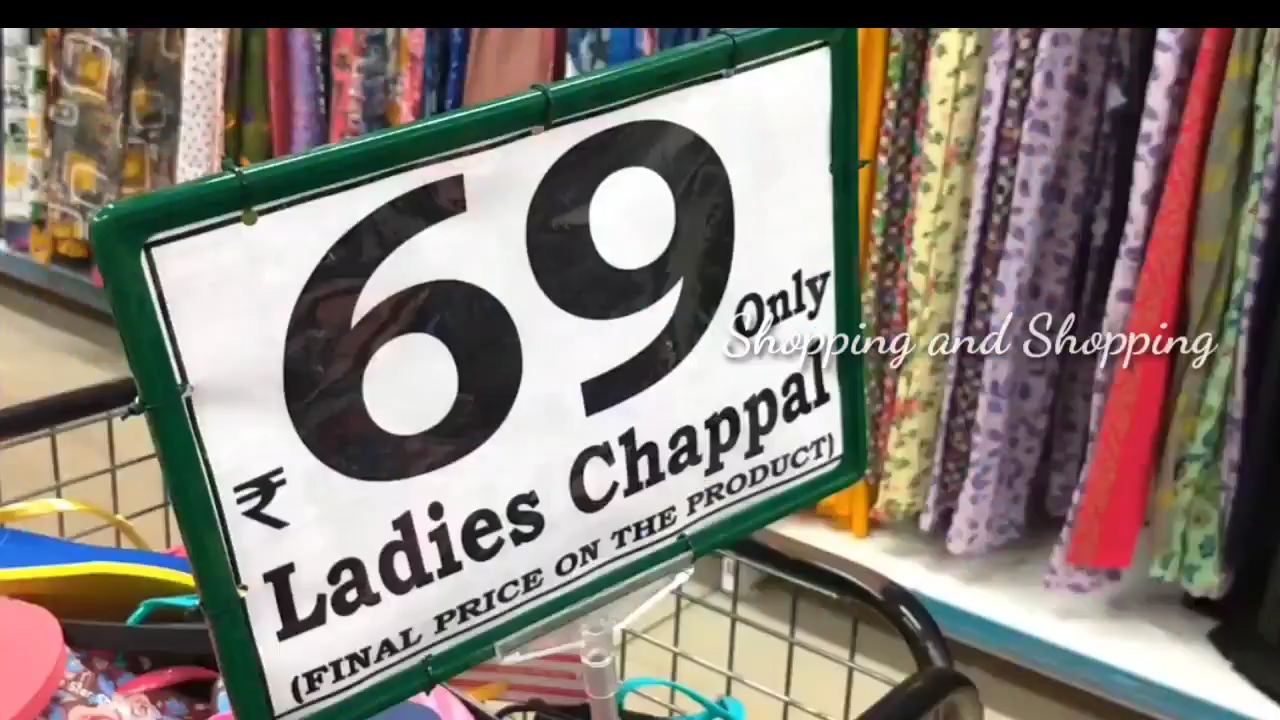 ₹ 69 Only
Shopping and Shopping
Ladies Chappal
(FINAL PRICE ON THE PRODUCT)